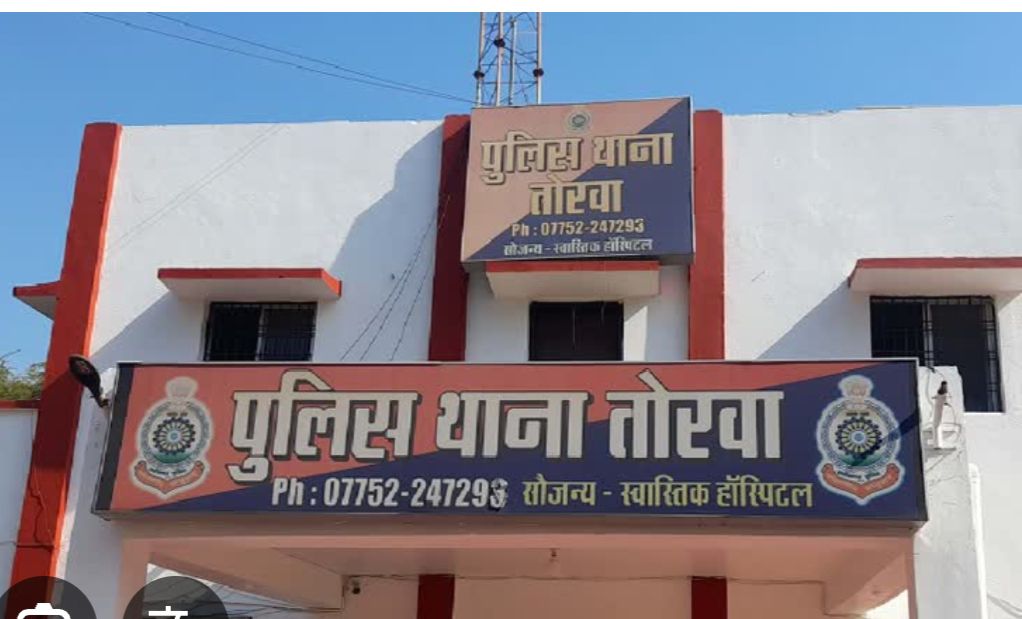 पुलिस थाना
तोरवा
Ph : 07752-247293
सौजन्य - स्वास्तिक हॉस्पिटल
पुलिस थाना तोरवा
Ph : 07752-247293 सौजन्य - स्वास्तिक हॉस्पिटल